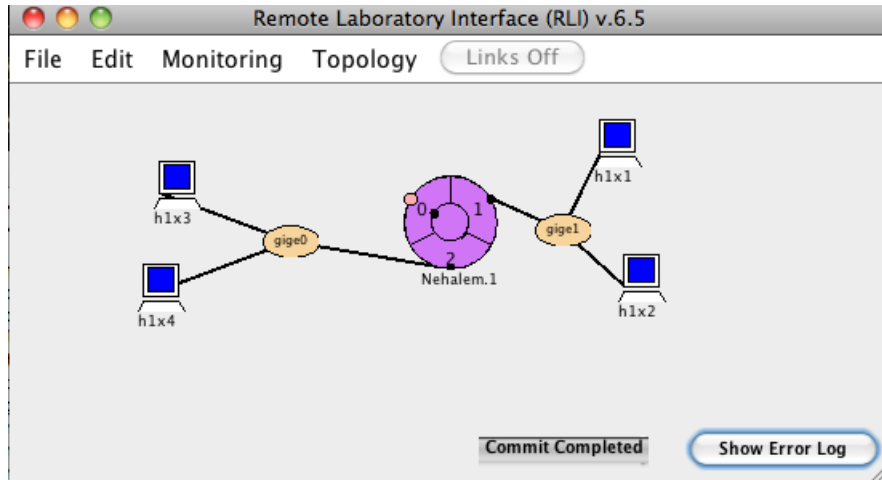 Remote Laboratory Interface (RLI) v.6.5
File Edit Monitoring Topology Links Off
h1x1
h1x3
0 1
gige0
gige1
2
Nehalem.1
h1x4
h1x2
Commit Completed
Show Error Log